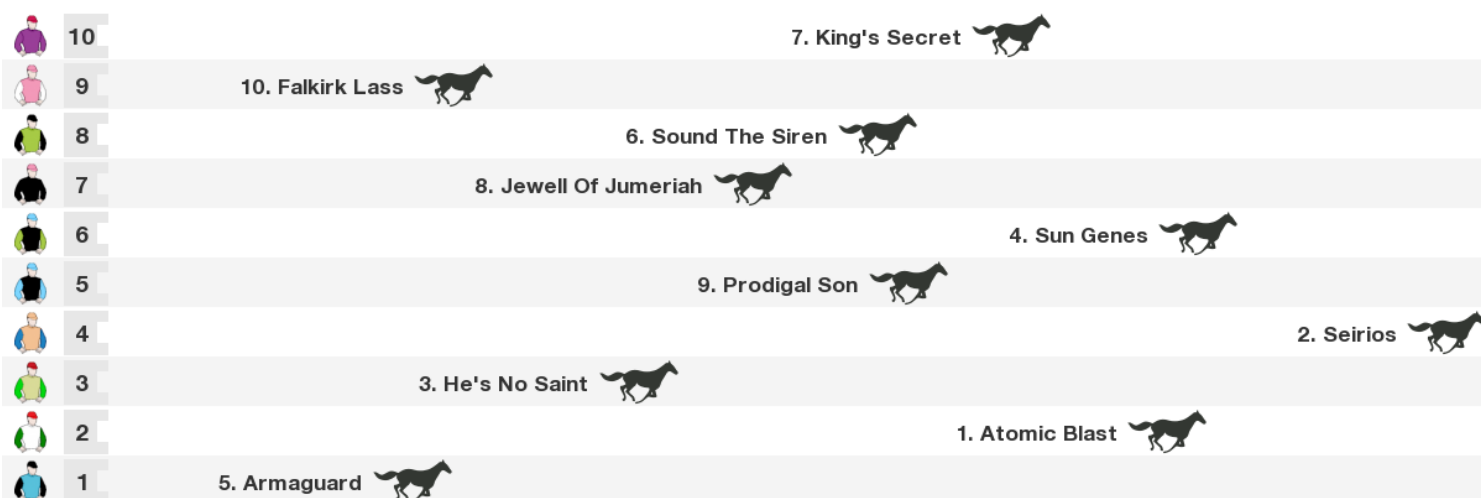 10 7. King's Secret
9 10. Falkirk Lass
8 6. Sound The Siren
7 8. Jewell Of Jumeriah
6 4. Sun Genes
5 9. Prodigal Son
4 2. Seirios
3 3. He's No Saint
2 1. Atomic Blast
1 5. Armaguard